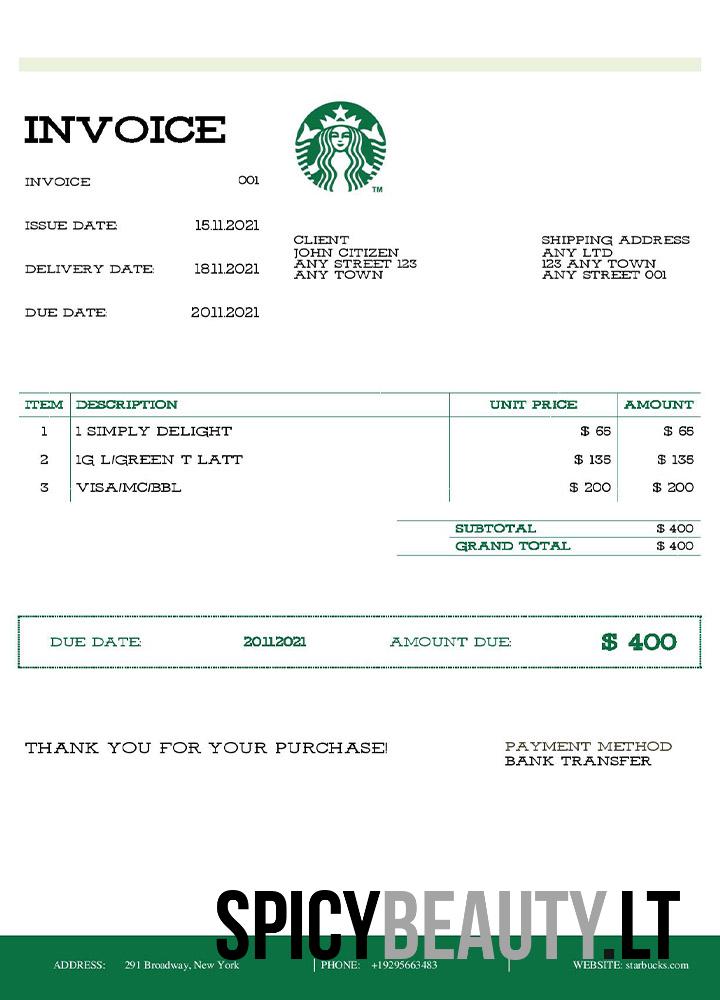 INVOICE
INVOICE 001
ISSUE DATE: 15.11.2021
DELIVERY DATE: 18.11.2021
DUE DATE: 20.11.2021
TM
CLIENT
JOHN CITIZEN
ANY STREET 123
ANY TOWN
SHIPPING ADDRESS
ANY LTD
123 ANY TOWN
ANY STREET 001
ITEM DESCRIPTION UNIT PRICE AMOUNT
1 1 SIMPLY DELIGHT $ 65 $ 65
2 1G L/GREEN T LATT $ 135 $ 135
3 VISA/MC/BBL $ 200 $ 200
SUBTOTAL $ 400
GRAND TOTAL $ 400
DUE DATE: 20.11.2021 AMOUNT DUE: $ 400
THANK YOU FOR YOUR PURCHASE!
PAYMENT METHOD
BANK TRANSFER
SPICYBEAUTY.LT
ADDRESS: 291 Broadway, New York PHONE: +19295663483 WEBSITE: starbucks.com